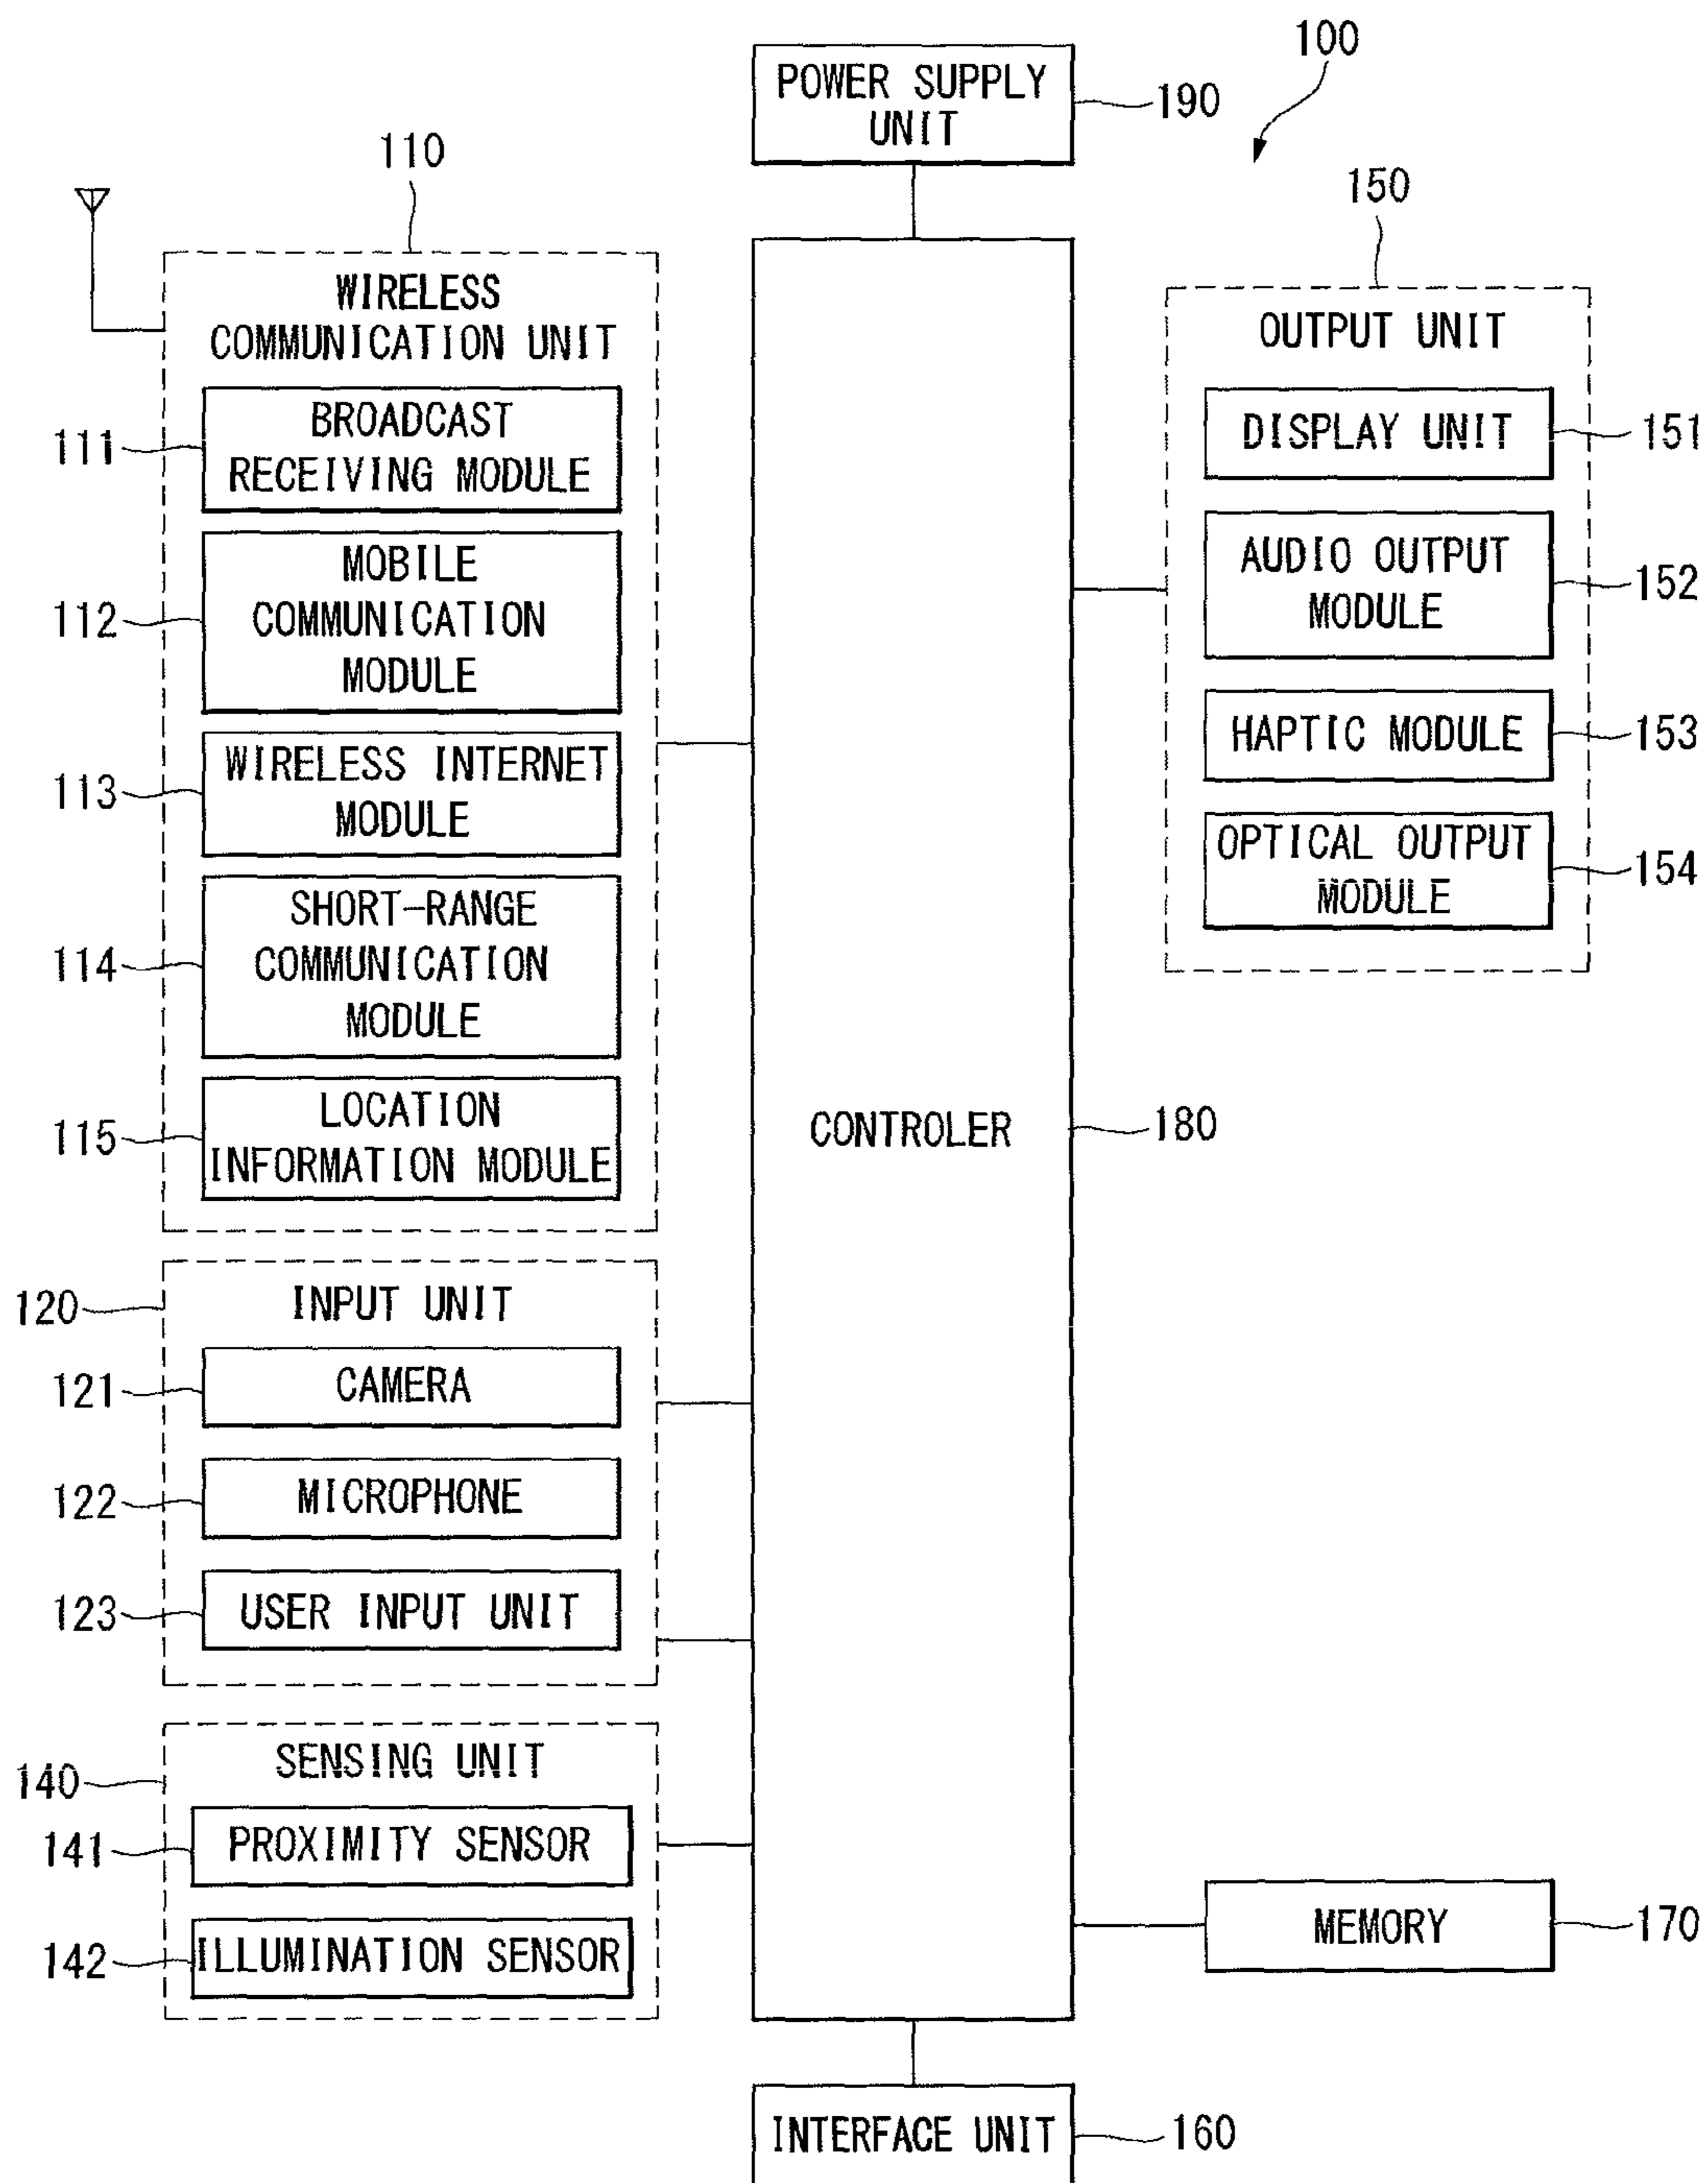 100
POWER SUPPLY
UNIT
190
110
150
WIRELESS
COMMUNICATION UNIT
BROADCAST
RECEIVING MODULE
111
MOBILE
COMMUNICATION
MODULE
112
WIRELESS INTERNET
MODULE
113
SHORT-RANGE
COMMUNICATION
MODULE
114
LOCATION
INFORMATION MODULE
115
120
INPUT UNIT
CAMERA
121
MICROPHONE
122
USER INPUT UNIT
123
SENSING UNIT
140
PROXIMITY SENSOR
141
ILLUMINATION SENSOR
142
CONTROLER
180
OUTPUT UNIT
DISPLAY UNIT
151
AUDIO OUTPUT
MODULE
152
HAPTIC MODULE
153
OPTICAL OUTPUT
MODULE
154
MEMORY
170
INTERFACE UNIT
160